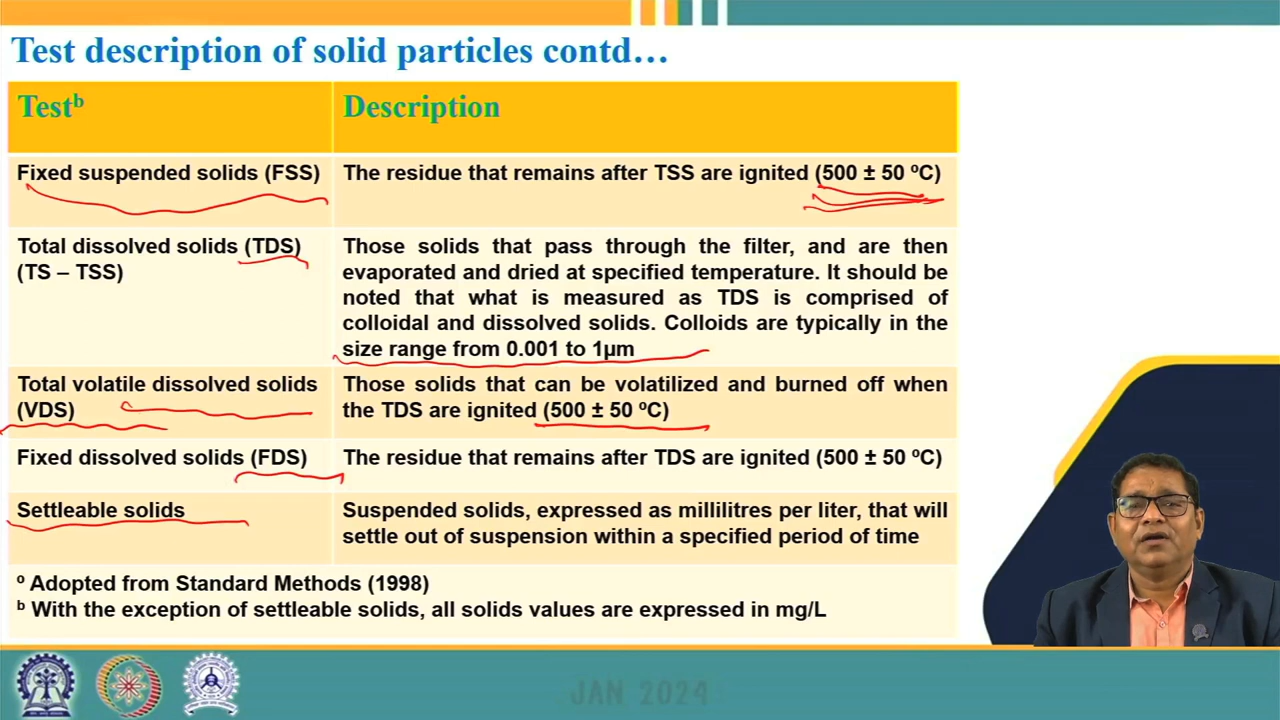 Test description of solid particles contd…
Testᵇ
Description
Fixed suspended solids (FSS)
The residue that remains after TSS are ignited (500 ± 50 ºC)
Total dissolved solids (TDS)
(TS – TSS)
Those solids that pass through the filter, and are then
evaporated and dried at specified temperature. It should be
noted that what is measured as TDS is comprised of
colloidal and dissolved solids. Colloids are typically in the
size range from 0.001 to 1µm
Total volatile dissolved solids
(VDS)
Those solids that can be volatilized and burned off when
the TDS are ignited (500 ± 50 ºC)
Fixed dissolved solids (FDS)
The residue that remains after TDS are ignited (500 ± 50 ºC)
Settleable solids
Suspended solids, expressed as millilitres per liter, that will
settle out of suspension within a specified period of time
º Adopted from Standard Methods (1998)
ᵇ With the exception of settleable solids, all solids values are expressed in mg/L
JAN 2024